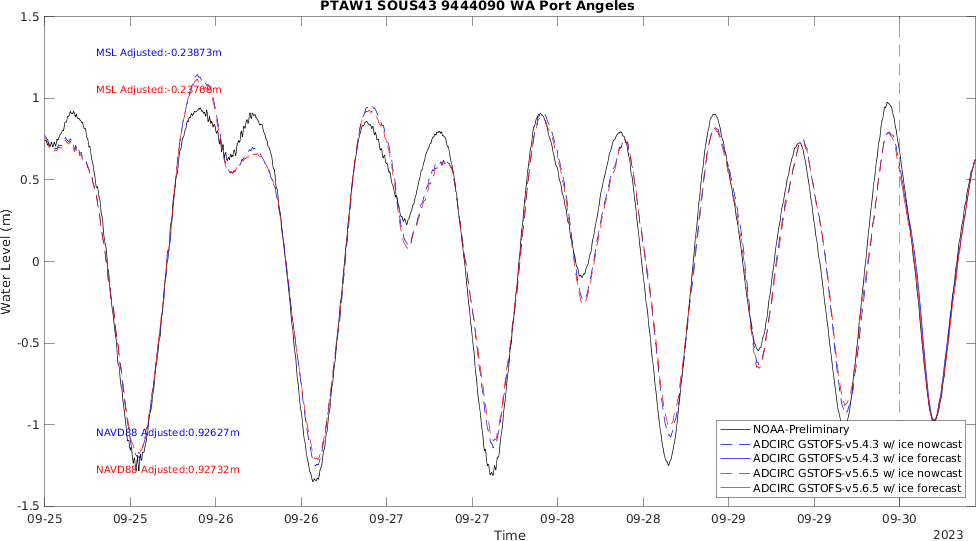 PTAW1 SOUS43 9444090 WA Port Angeles
1.5
1
0.5
0
-0.5
-1
-1.5
Water Level (m)
MSL Adjusted:-0.23873m
MSL Adjusted:-0.23768m
NAVD88 Adjusted:0.92627m
NAVD88 Adjusted:0.92732m
NOAA-Preliminary
ADCIRC GSTOFS-v5.4.3 w/ ice nowcast
ADCIRC GSTOFS-v5.4.3 w/ ice forecast
ADCIRC GSTOFS-v5.6.5 w/ ice nowcast
ADCIRC GSTOFS-v5.6.5 w/ ice forecast
09-25 09-25 09-26 09-26 09-27 09-27 09-28 09-28 09-29 09-29 09-30
Time
2023